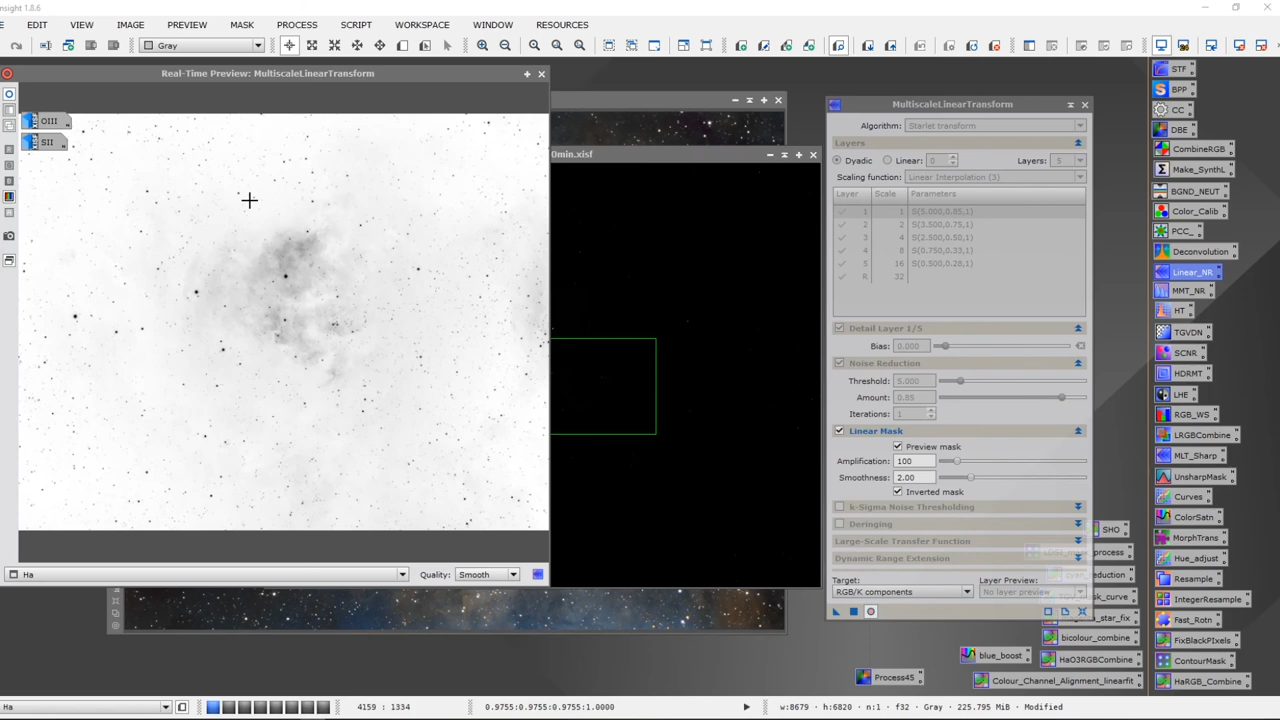 nsight 1.8.6
E EDIT VIEW IMAGE PREVIEW MASK PROCESS SCRIPT WORKSPACE WINDOW RESOURCES
Gray
Real-Time Preview: MultiscaleLinearTransform
OIII
SII
0min.xisf
Ha
Quality: Smooth
MultiscaleLinearTransform
Algorithm: Starlet transform
Layers
Dyadic Linear: 0 Layers: 5
Scaling function: Linear Interpolation (3)
Layer Scale Parameters
1 1 S(5.000,0.85,1)
2 2 S(3.500,0.75,1)
3 4 S(2.500,0.50,1)
4 8 S(0.750,0.33,1)
5 16 S(0.500,0.28,1)
R 32
Detail Layer 1/5
Bias: 0.000
Noise Reduction
Threshold: 5.000
Amount: 0.85
Iterations: 1
Linear Mask
Preview mask
Amplification: 100
Smoothness: 2.00
Inverted mask
k-Sigma Noise Thresholding
Deringing
Large-Scale Transfer Function
Dynamic Range Extension
Target: Layer Preview:
RGB/K components No layer preview
STF
BPP
CC
DBE
CombineRGB
Make_SynthL
BGND_NEUT
Color_Calib
PCC_
Deconvolution
Linear_NR
MMT_NR
HT
TGVDN
SCNR
HDRMT
LHE
RGB_WS
LRGBCombine
MLT_Sharp
UnsharpMask
Curves
ColorSatn
MorphTrans
Hue_adjust
Resample
IntegerResample
Fast_Rotn
FixBlackPIxels
ContourMask
HaRGB_Combine
SHO
process
_reduction
k_curve
_star_fix
bicolour_combine
blue_boost
HaO3RGBCombine
Process45
Colour_Channel_Alignment_linearfit
Ha
4159 : 1334
0.9755:0.9755:0.9755:1.0000
w:8679 · h:6820 · n:1 · f32 · Gray · 225.795 MiB · Modified